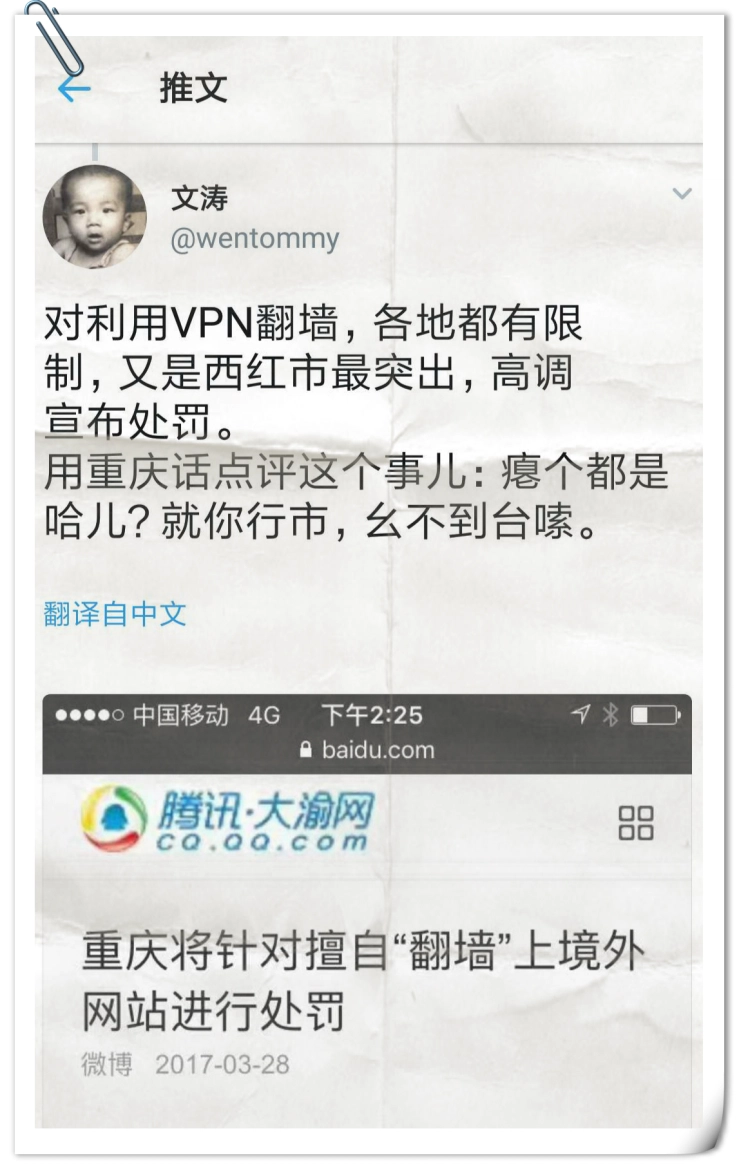 推文
文涛
@wentommy
对利用VPN翻墙，各地都有限
制，又是西红市最突出，高调
宣布处罚。
用重庆话点评这个事儿：瘪个都是
哈儿？就你行市，幺不到台嗦。
翻译自中文
中国移动 4G 下午2:25
baidu.com
腾讯·大渝网
cq.qq.com
重庆将针对擅自“翻墙”上境外
网站进行处罚
微博 2017-03-28